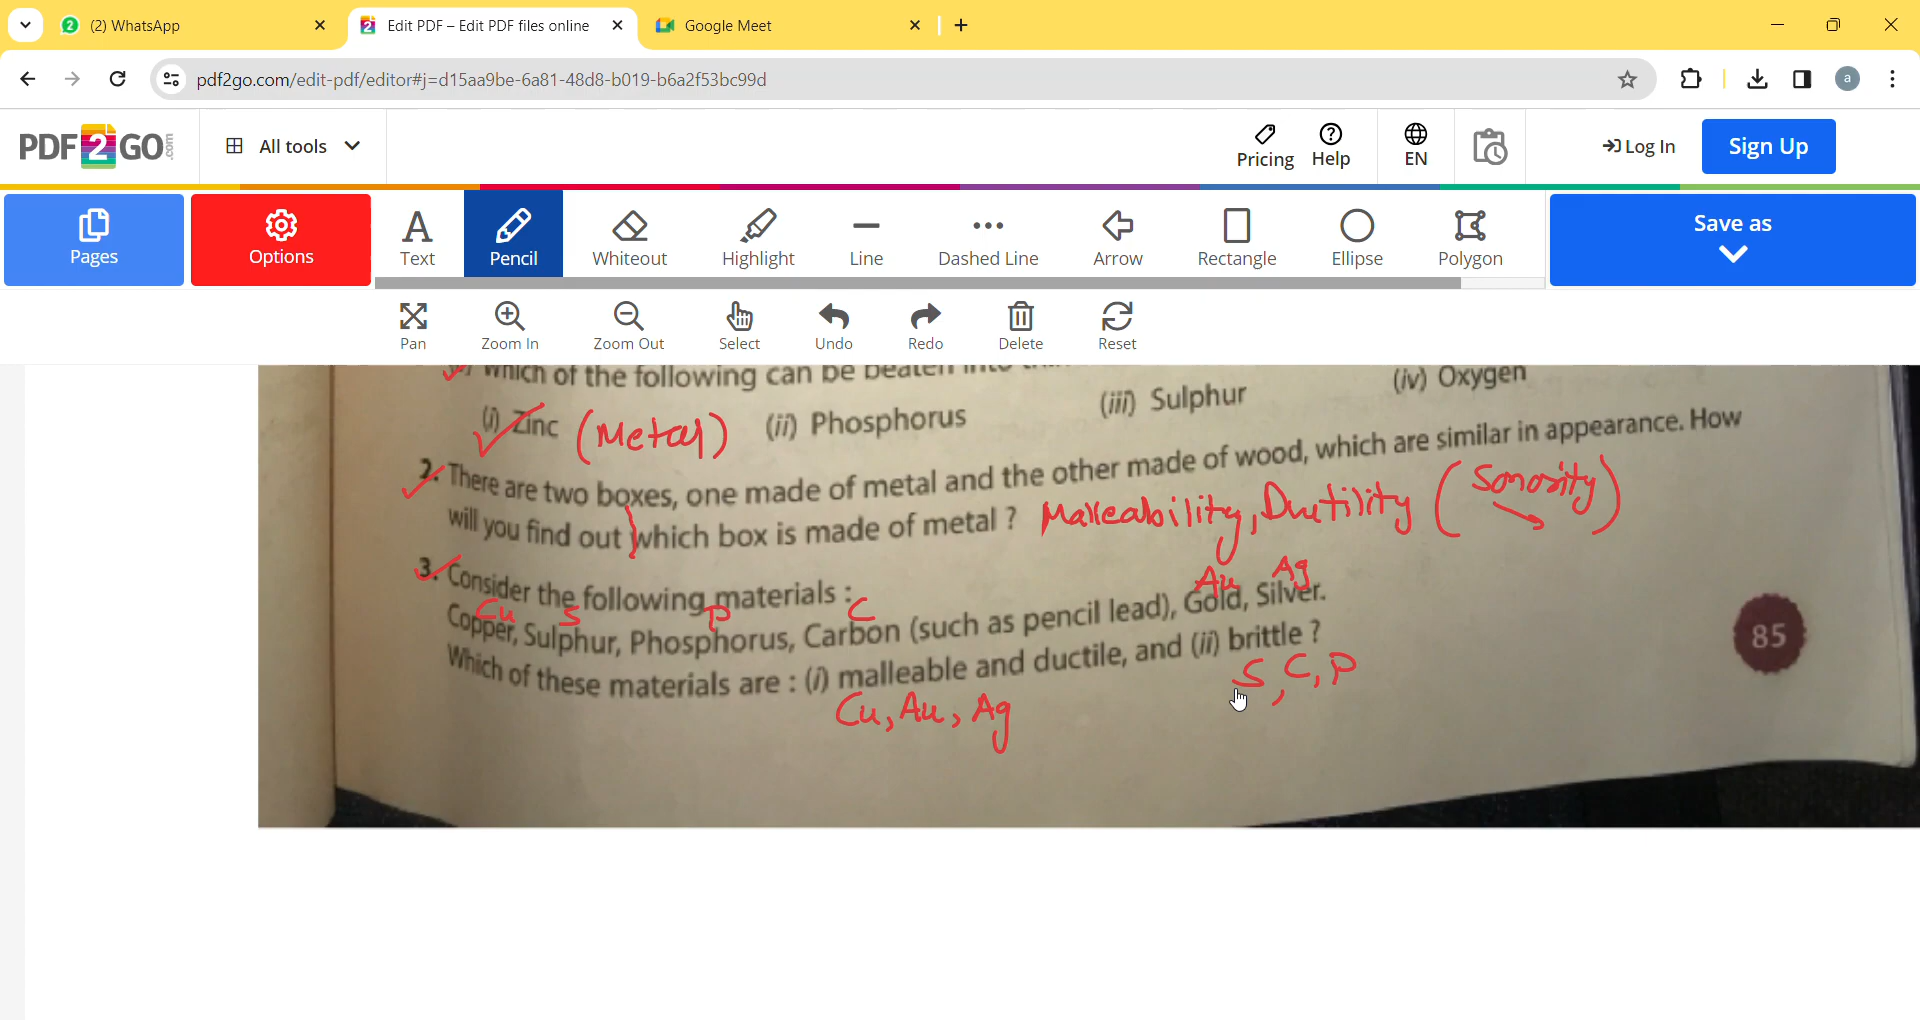 (2) WhatsApp
Edit PDF – Edit PDF files online
Google Meet
pdf2go.com/edit-pdf/editor#j=d15aa9be-6a81-48d8-b019-b6a2f53bc99d
a
PDF2GO.com
All tools
Pricing
Help
EN
Log In
Sign Up
Pages
Options
Text
Pencil
Whiteout
Highlight
Line
Dashed Line
Arrow
Rectangle
Ellipse
Polygon
Save as
Pan
Zoom In
Zoom Out
Select
Undo
Redo
Delete
Reset
Which of the following can be beaten into
(i) Zinc (Metal) (ii) Phosphorus (iii) Sulphur (iv) Oxygen
2. There are two boxes, one made of metal and the other made of wood, which are similar in appearance. How
will you find out which box is made of metal ? Malleability, Ductility (Sonority)
3. Consider the following materials :
Cu S P C Au Ag
Copper, Sulphur, Phosphorus, Carbon (such as pencil lead), Gold, Silver.
Which of these materials are : (i) malleable and ductile, and (ii) brittle ?
Cu, Au, Ag S, C, P
85